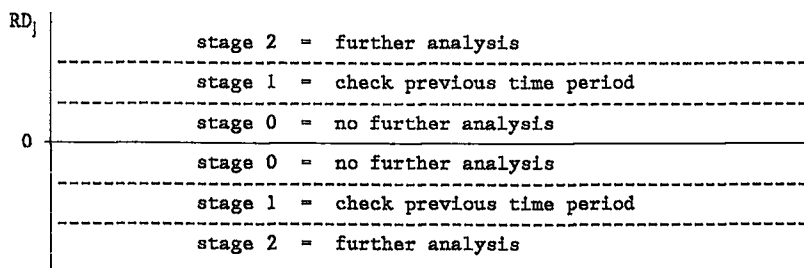 RDj
stage 2 = further analysis
stage 1 = check previous time period
stage 0 = no further analysis
0
stage 0 = no further analysis
stage 1 = check previous time period
stage 2 = further analysis